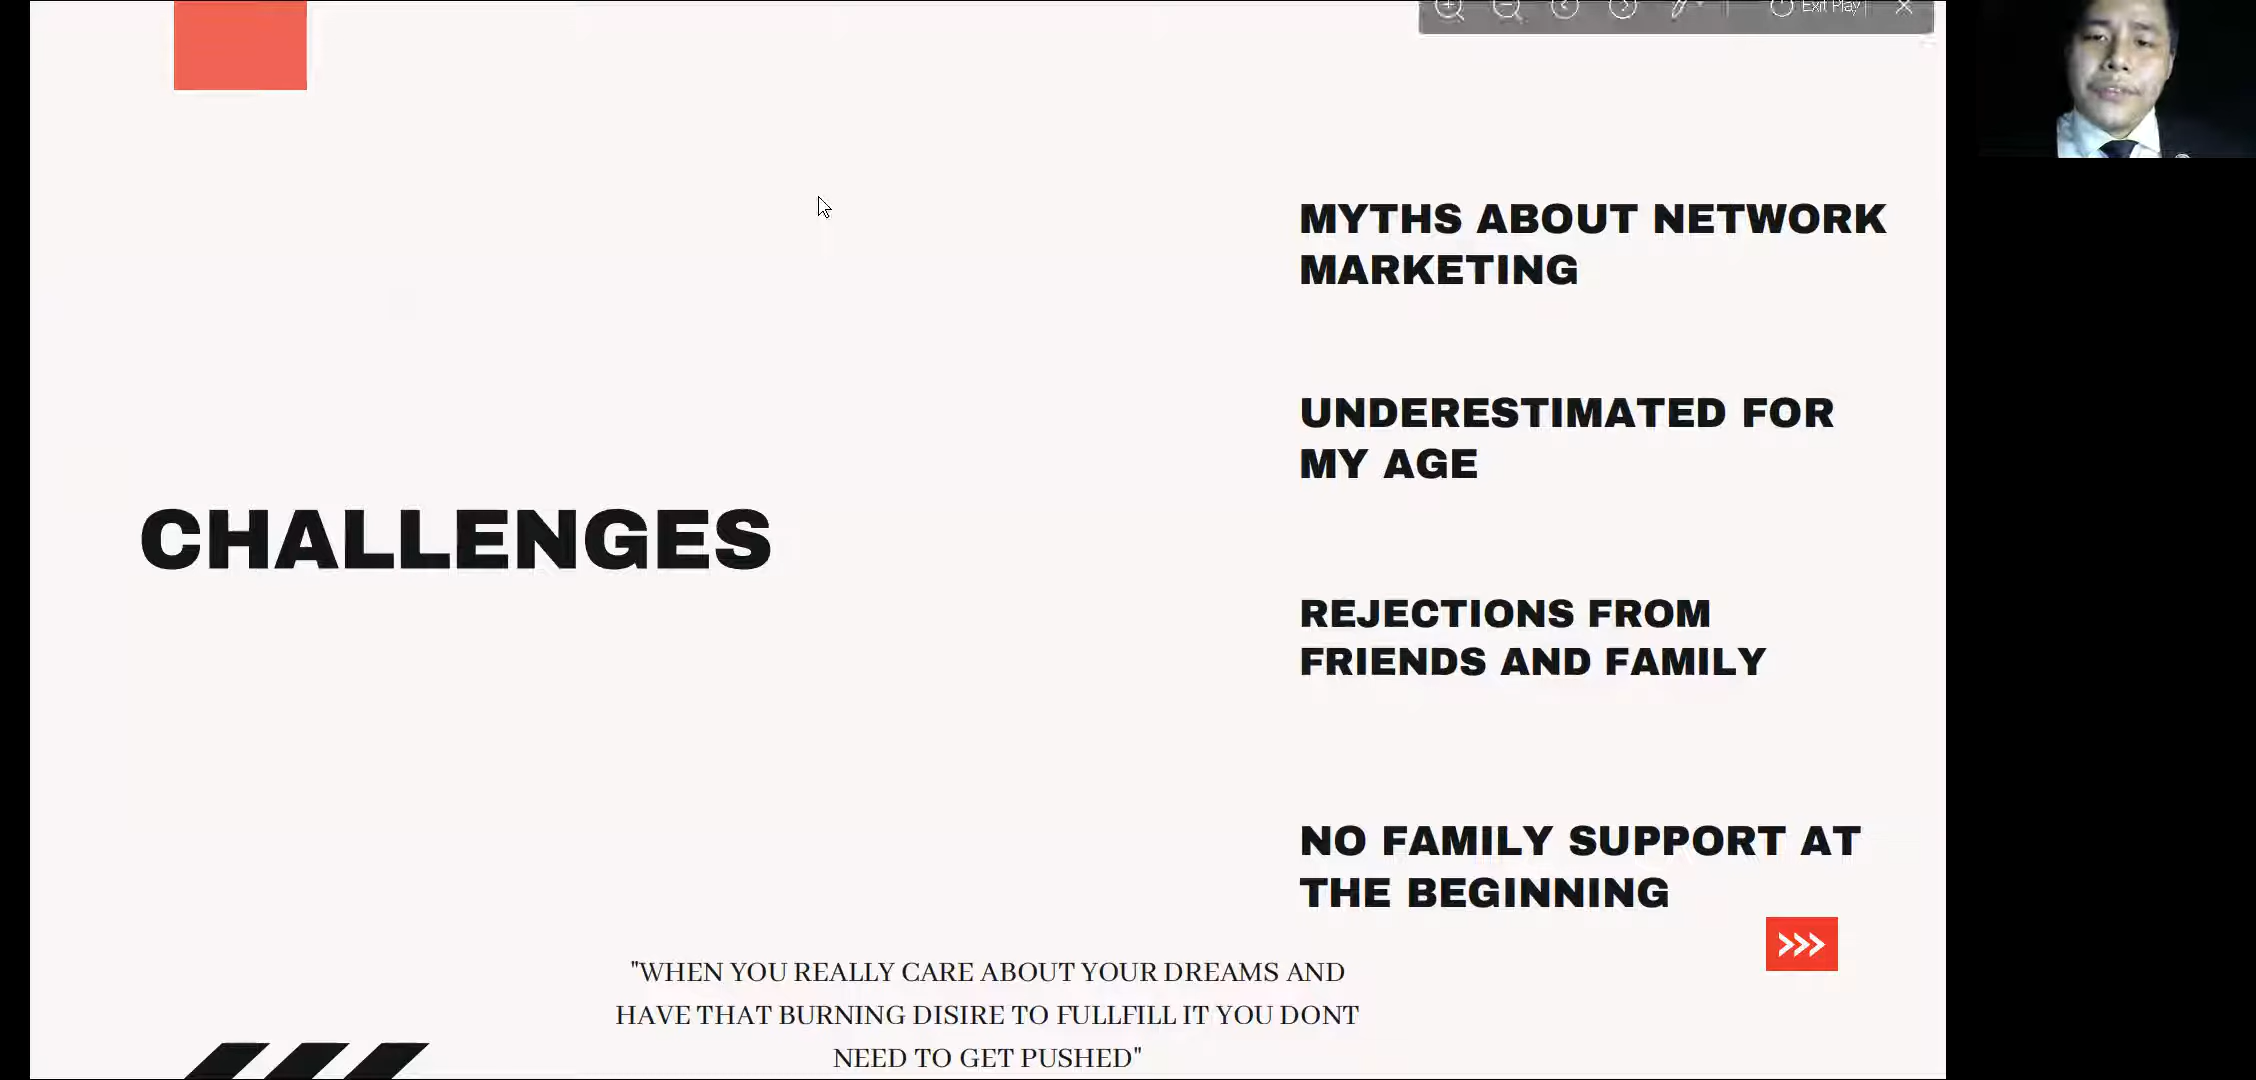 Exit Play
MYTHS ABOUT NETWORK
MARKETING
UNDERESTIMATED FOR
MY AGE
CHALLENGES
REJECTIONS FROM
FRIENDS AND FAMILY
NO FAMILY SUPPORT AT
THE BEGINNING
"WHEN YOU REALLY CARE ABOUT YOUR DREAMS AND
HAVE THAT BURNING DISIRE TO FULLFILL IT YOU DONT
NEED TO GET PUSHED"